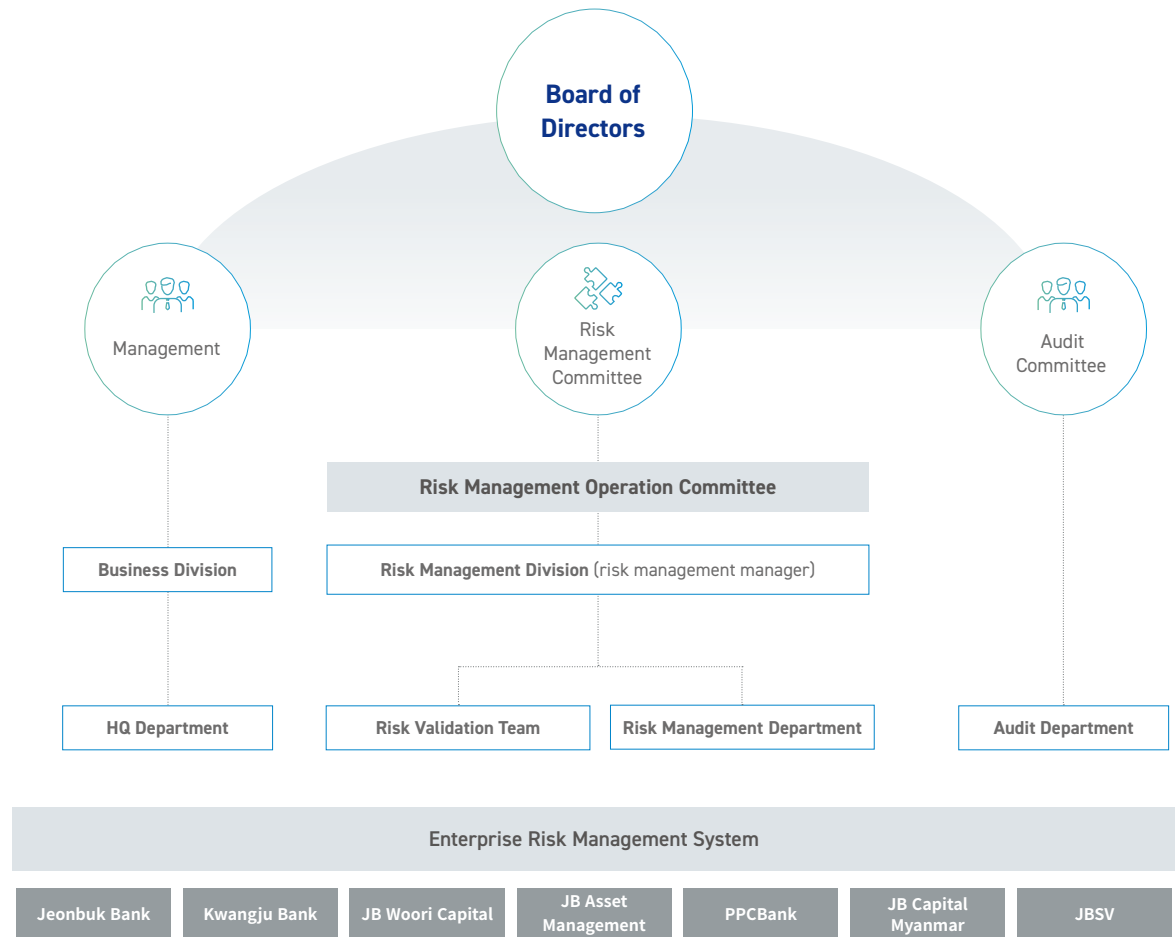 Board of
Directors
Management
Risk
Management
Committee
Audit
Committee
Risk Management Operation Committee
Business Division
Risk Management Division (risk management manager)
HQ Department
Risk Validation Team
Risk Management Department
Audit Department
Enterprise Risk Management System
Jeonbuk Bank
Kwangju Bank
JB Woori Capital
JB Asset
Management
PPCBank
JB Capital
Myanmar
JBSV